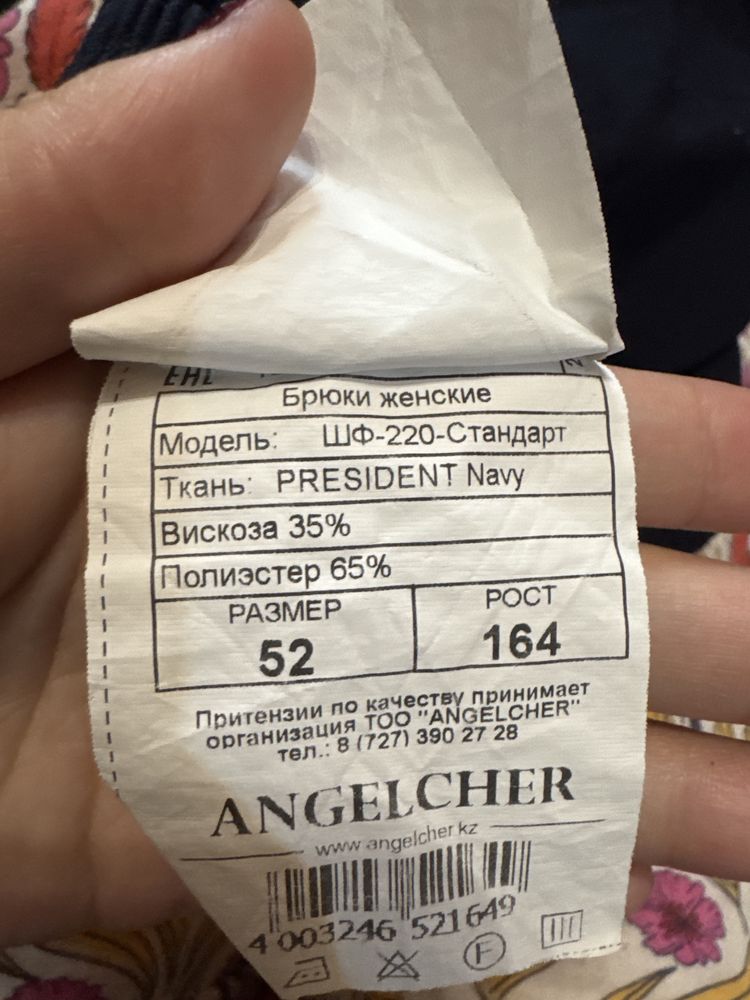 ЕАС
Брюки женские
Модель: ШФ-220-Стандарт
Ткань: PRESIDENT Navy
Вискоза 35%
Полиэстер 65%
РАЗМЕР РОСТ
52 164
Притензии по качеству принимает
организация ТОО "ANGELCHER"
тел.: 8 (727) 390 27 28
ANGELCHER
www.angelcher.kz
4 003246 521649
F